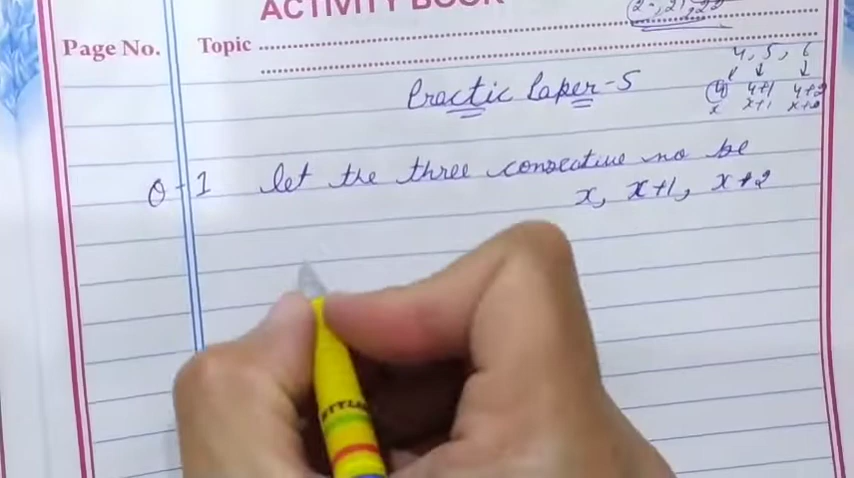 ACTIVITY BOOK
Page No.
Topic
4, 5, 6
4 4+1 4+2
x x+1 x+2
Practic Paper-5
Q-1 let the three consecutive no be
x, x+1, x+2